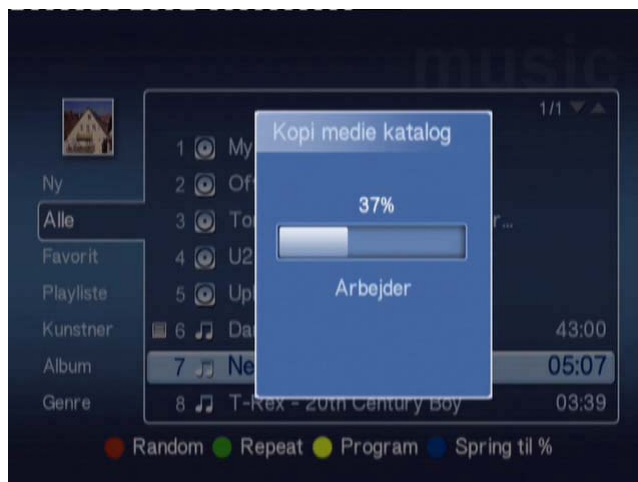 music
1/1
Kopi medie katalog
1 My
Ny
2 Of
37%
Alle
3 To r...
Favorit
4 U2
Playliste
5 Upl
Arbejder
Kunstner
6 Da 43:00
Album
7 Ne 05:07
Genre
8 T-Rex - 20th Century Boy 03:39
Random Repeat Program Spring til %